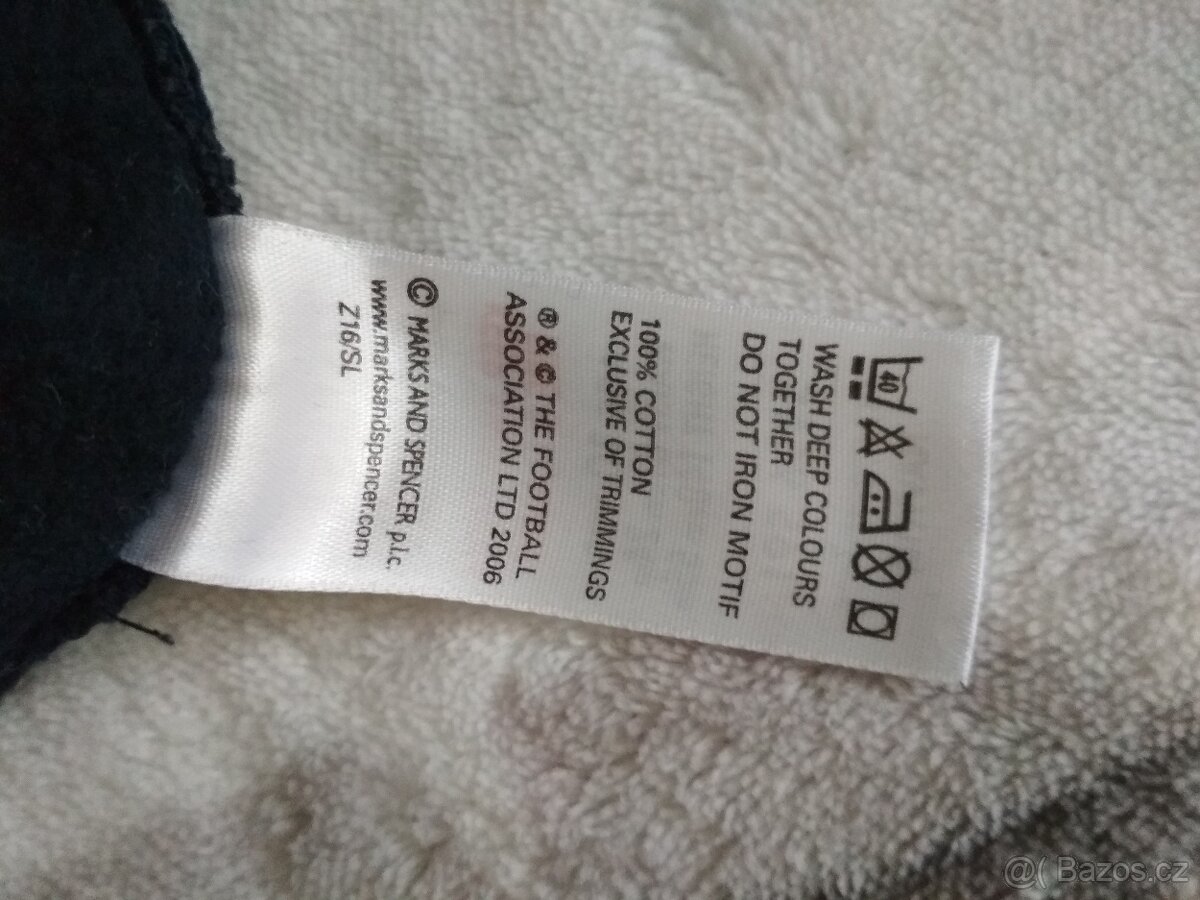 40
WASH DEEP COLOURS
TOGETHER
DO NOT IRON MOTIF
100% COTTON
EXCLUSIVE OF TRIMMINGS
® & © THE FOOTBALL
ASSOCIATION LTD 2006
© MARKS AND SPENCER p.l.c.
www.marksandspencer.com
Z16/SL
@( Bazos.cz